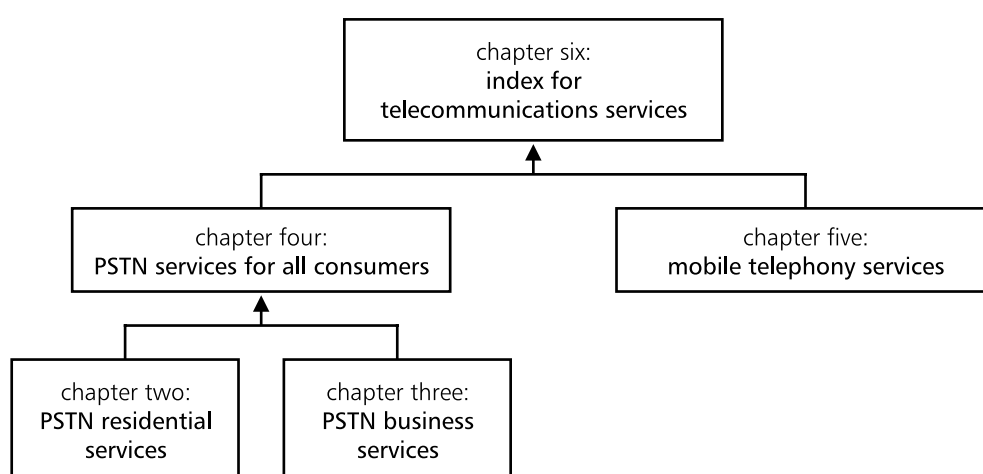 chapter six:
index for
telecommunications services
chapter four:
PSTN services for all consumers
chapter five:
mobile telephony services
chapter two:
PSTN residential
services
chapter three:
PSTN business
services